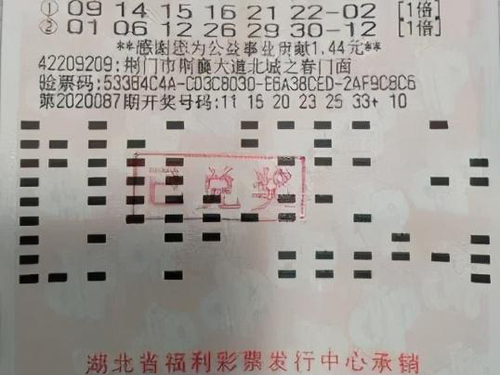 ① 09 14 15 16 21 22-02 [1倍]
② 01 06 12 26 29 30-12 [1倍]
**感谢您为公益事业贡献1.44元**
42209209: 荆门市荆醺大道北城之春门面
验票码:53384C4A-CD3C8030-E6A38CED-2AF9C8C6
第2020087期开奖号码:11 15 20 23 25 33+ 10
已兑奖
湖北省福利彩票发行中心承销